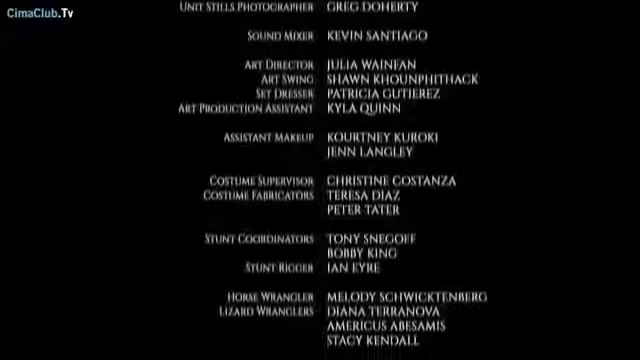 CimaClub.Tv
Unit Stills Photographer GREG DOHERTY
Sound Mixer KEVIN SANTIAGO
Art Director JULIA WAINFAN
Art Swing SHAWN KHOUNPHITHACK
Set Dresser PATRICIA GUTIEREZ
Art Production Assistant KYLA QUINN
Assistant Makeup KOURTNEY KUROKI
JENN LANGLEY
Costume Supervisor CHRISTINE COSTANZA
Costume Fabricators TERESA DIAZ
PETER TATER
Stunt Coordinators TONY SNEGOFF
BOBBY KING
Stunt Rigger IAN EYRE
Horse Wrangler MELODY SCHWICKTENBERG
Lizard Wranglers DIANA TERRANOVA
AMERICUS ABESAMIS
STACY KENDALL